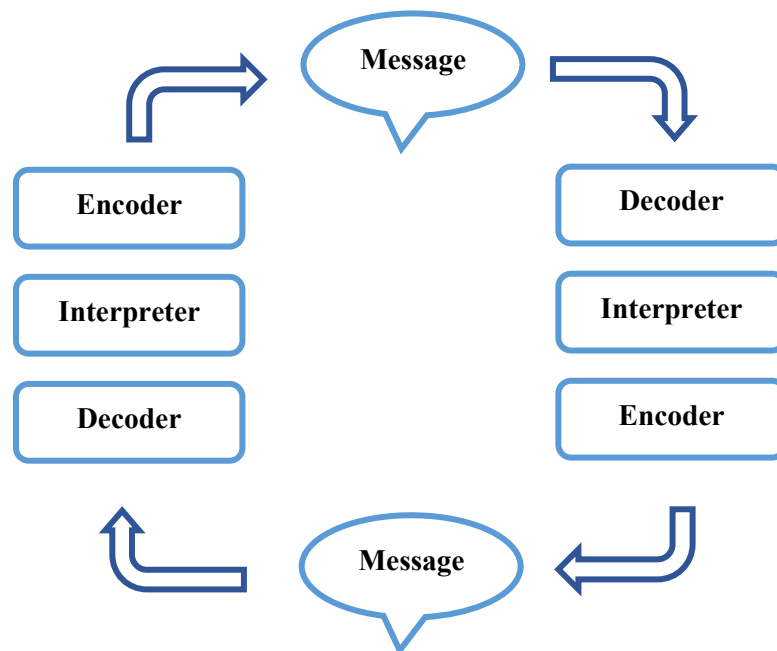 Message
Encoder
Decoder
Interpreter
Interpreter
Decoder
Encoder
Message